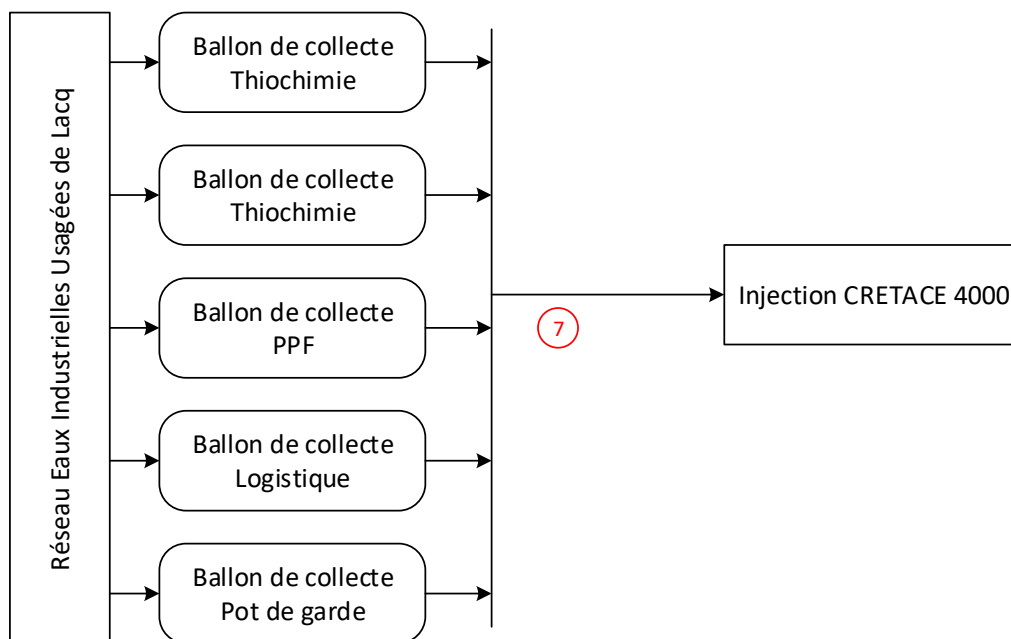 Réseau Eaux Industrielles Usagées de Lacq
Ballon de collecte
Thiochimie
Ballon de collecte
Thiochimie
Ballon de collecte
PPF
Ballon de collecte
Logistique
Ballon de collecte
Pot de garde
7
Injection CRETACE 4000